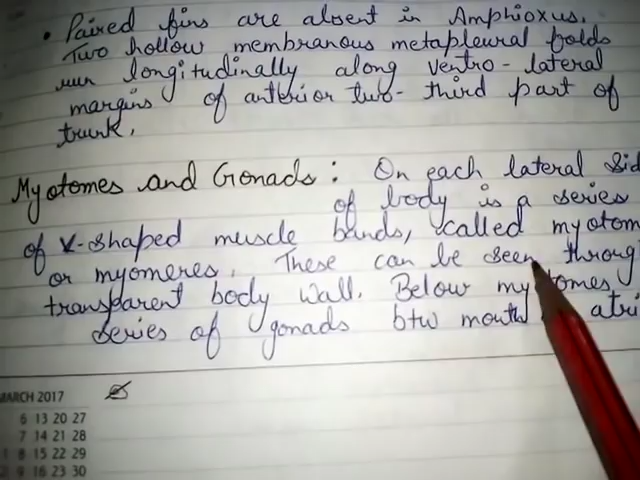 • Paired fins are absent in Amphioxus.
Two hollow membranous metapleural folds
run longitudinally along ventro-lateral
margins of anterior two-third part of
trunk.
Myotomes and Gonads: On each lateral sid
of body is a series
of V-shaped muscle bands, called myotom
or myomeres. These can be seen throug
transparent body wall. Below myotomes
series of gonads btw mouth atri
MARCH 2017
6 13 20 27
7 14 21 28
1 8 15 22 29
2 9 16 23 30